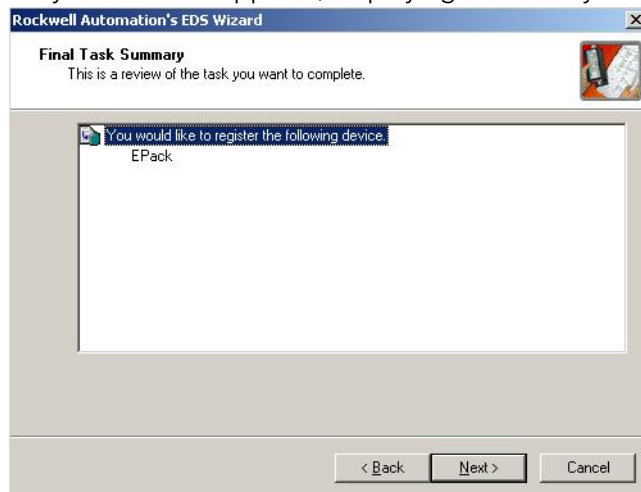 Rockwell Automation's EDS Wizard
Final Task Summary
This is a review of the task you want to complete.
You would like to register the following device.
EPack
< Back
Next >
Cancel